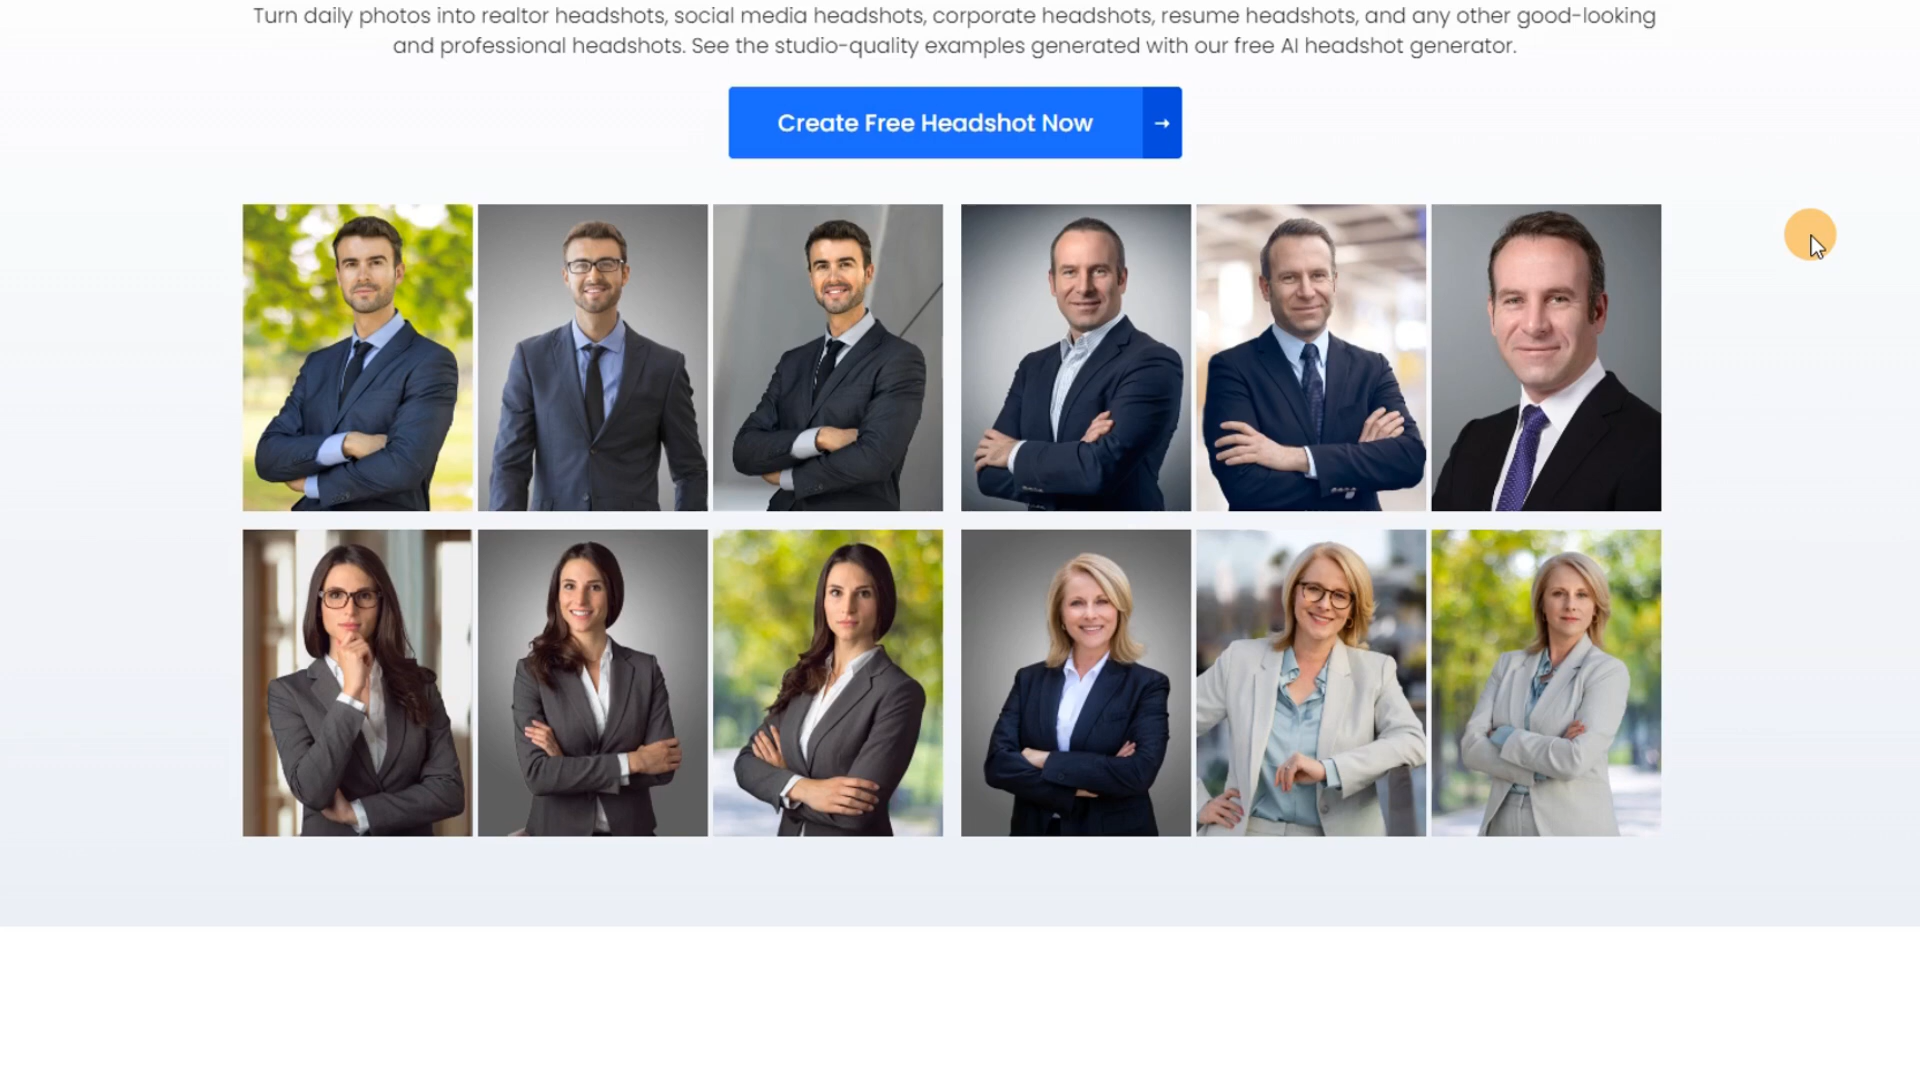 Turn daily photos into realtor headshots, social media headshots, corporate headshots, resume headshots, and any other good-looking
and professional headshots. See the studio-quality examples generated with our free AI headshot generator.
Create Free Headshot Now →